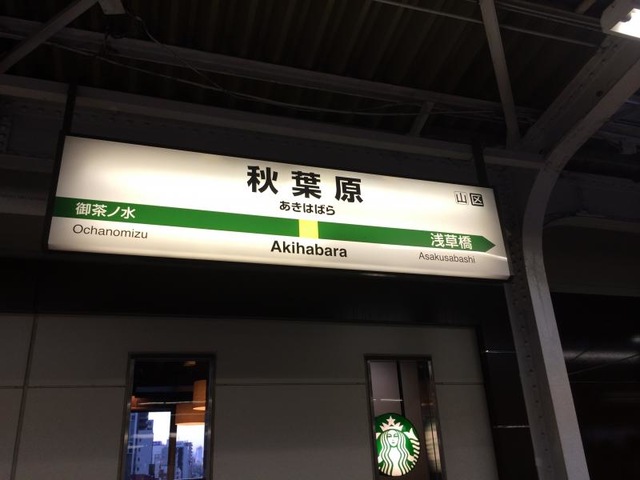 秋葉原
山 区
あきはばら
御茶ノ水
浅草橋
Ochanomizu
Akihabara
Asakusabashi